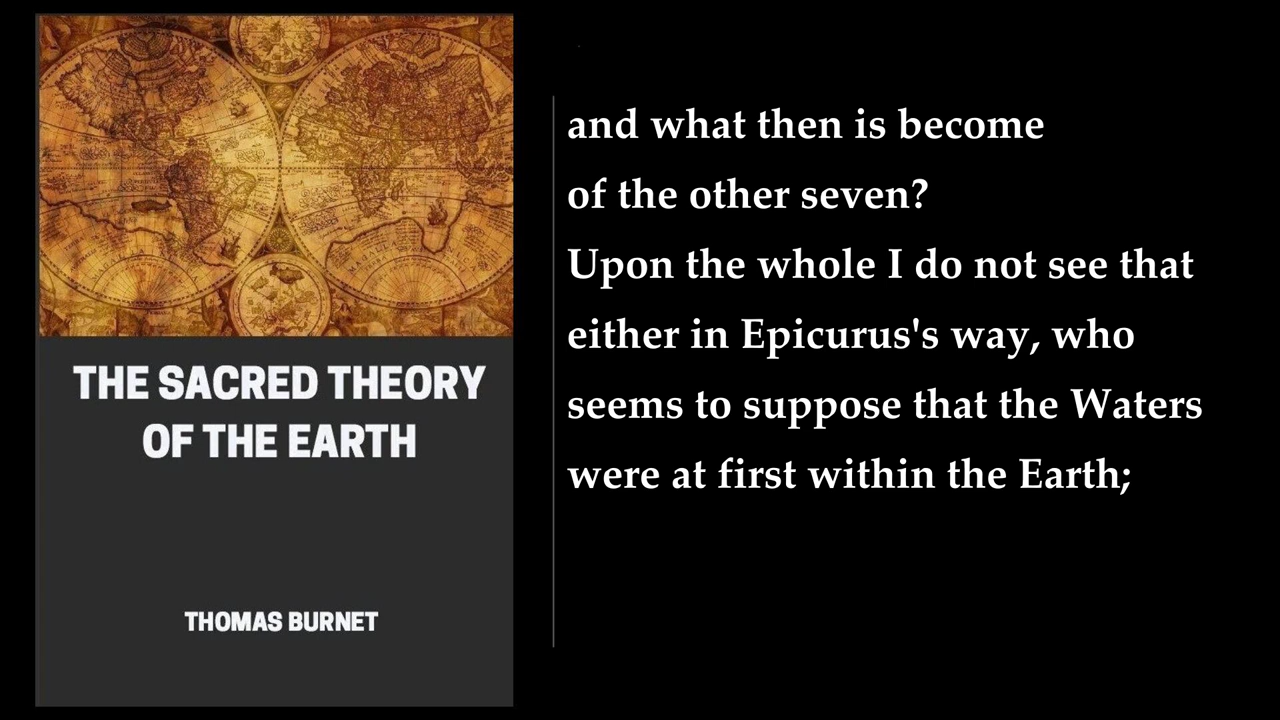 THE SACRED THEORY
OF THE EARTH
THOMAS BURNET
and what then is become
of the other seven?
Upon the whole I do not see that
either in Epicurus's way, who
seems to suppose that the Waters
were at first within the Earth;